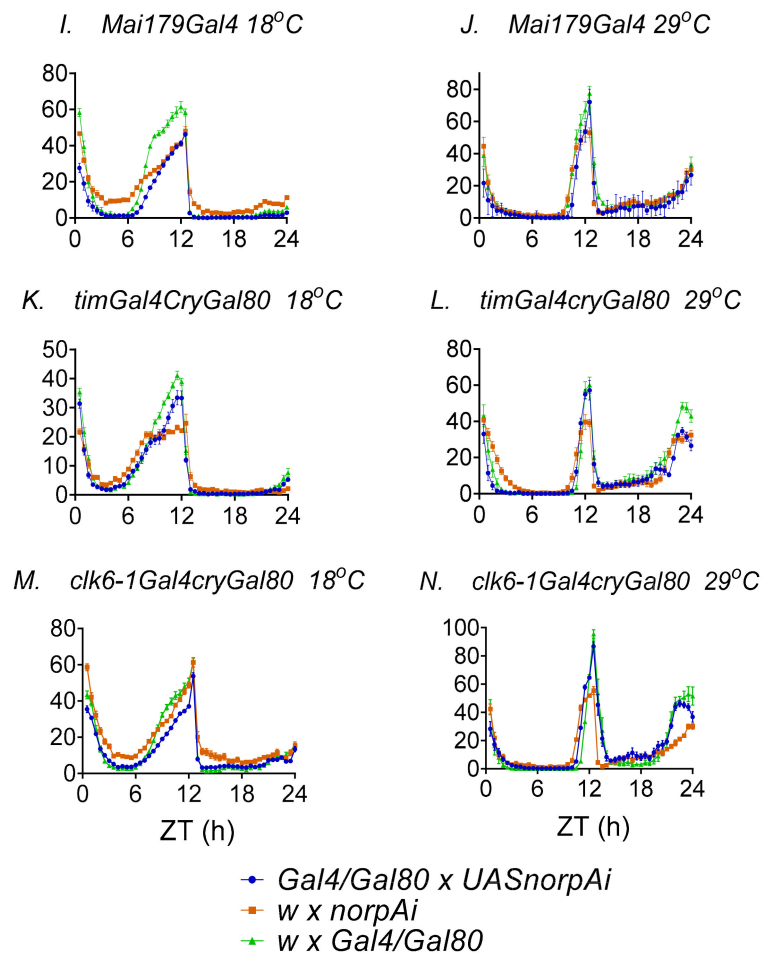 I. Mai179Gal4 18°C
J. Mai179Gal4 29°C
80
60
40
20
0
0 6 12 18 24
80
60
40
20
0
0 6 12 18 24
K. timGal4CryGal80 18°C
L. timGal4cryGal80 29°C
50
40
30
20
10
0
0 6 12 18 24
80
60
40
20
0
0 6 12 18 24
M. clk6-1Gal4cryGal80 18°C
N. clk6-1Gal4cryGal80 29°C
80
60
40
20
0
0 6 12 18 24
ZT (h)
100
80
60
40
20
0
0 6 12 18 24
ZT (h)
Gal4/Gal80 x UASnorpAi
w x norpAi
w x Gal4/Gal80